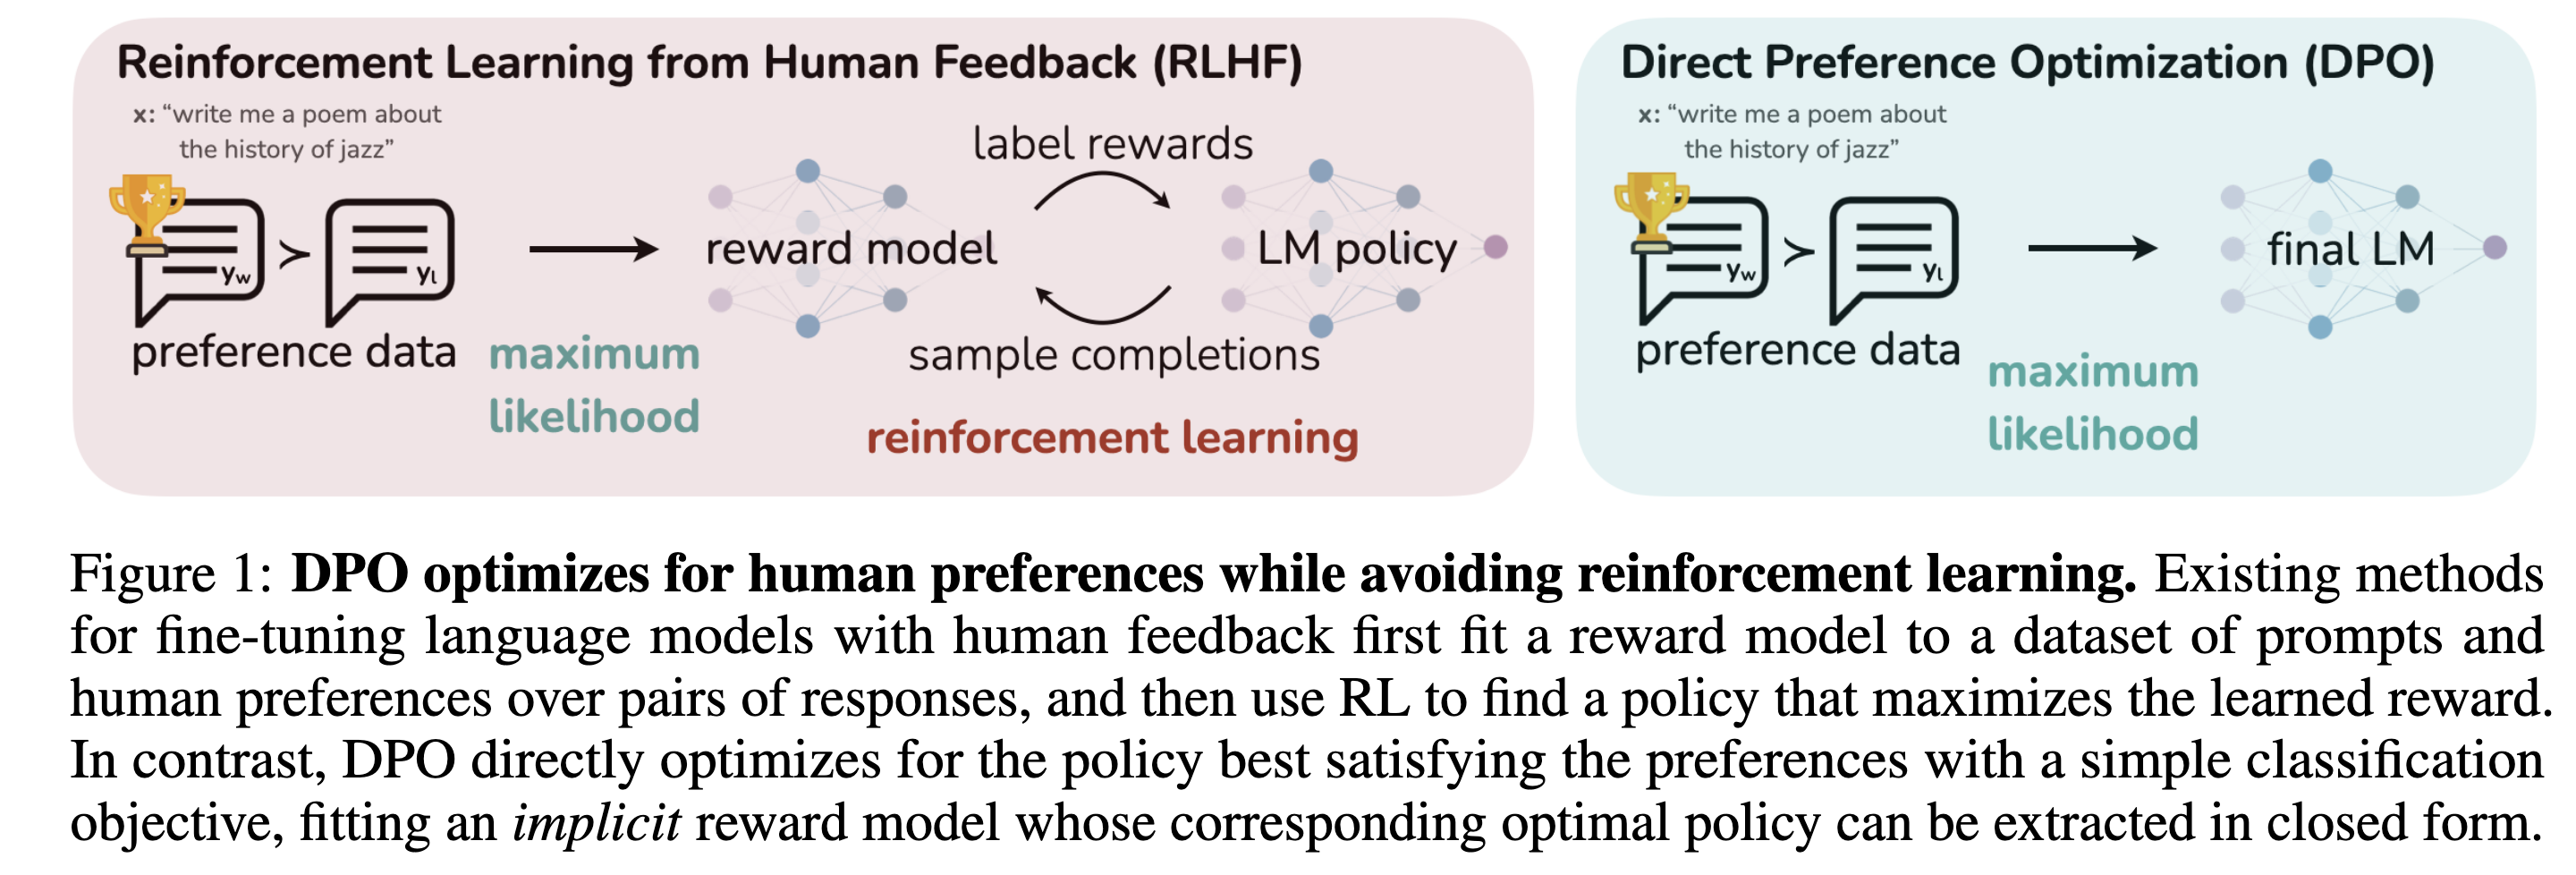 Reinforcement Learning from Human Feedback (RLHF)
x: “write me a poem about
the history of jazz”
label rewards
yw
≻
yl
reward model
LM policy
preference data
maximum
likelihood
sample completions
reinforcement learning
Direct Preference Optimization (DPO)
x: “write me a poem about
the history of jazz”
yw
≻
yl
final LM
preference data
maximum
likelihood
Figure 1: DPO optimizes for human preferences while avoiding reinforcement learning. Existing methods
for fine-tuning language models with human feedback first fit a reward model to a dataset of prompts and
human preferences over pairs of responses, and then use RL to find a policy that maximizes the learned reward.
In contrast, DPO directly optimizes for the policy best satisfying the preferences with a simple classification
objective, fitting an implicit reward model whose corresponding optimal policy can be extracted in closed form.